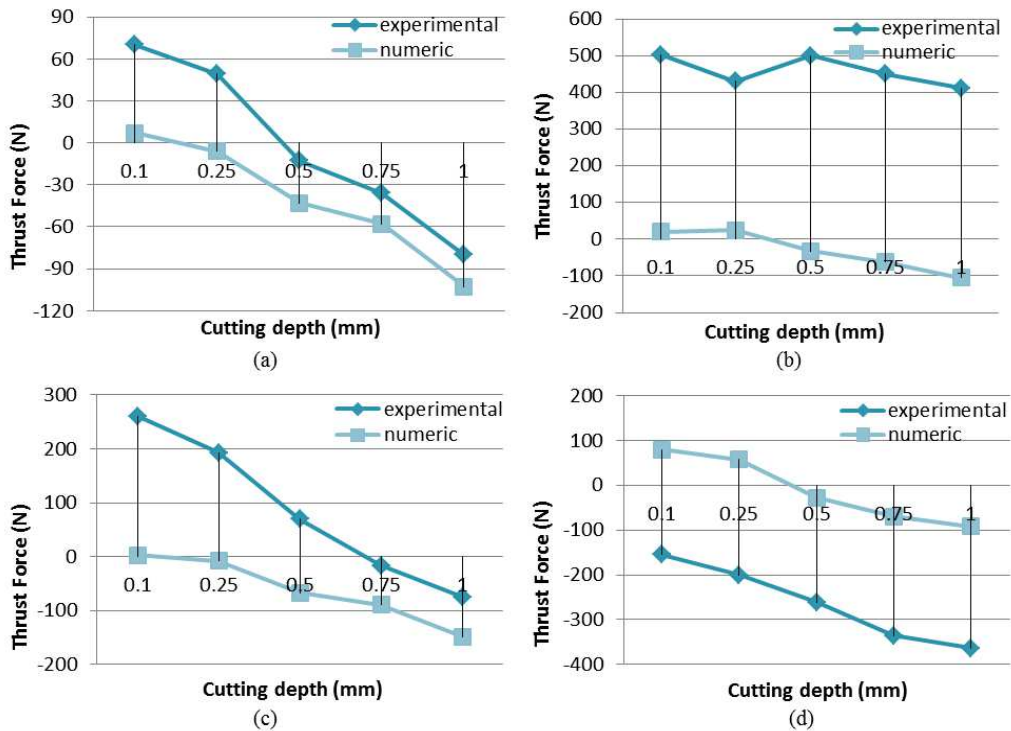 90
60
30
0
-30
-60
-90
-120
Thrust Force (N)
experimental
numeric
0.1 0.25 0.5 0.75 1
Cutting depth (mm)
(a)
600
500
400
300
200
100
0
-100
-200
Thrust Force (N)
experimental
numeric
0.1 0.25 0.5 0.75 1
Cutting depth (mm)
(b)
300
200
100
0
-100
-200
Thrust Force (N)
experimental
numeric
0.1 0.25 0.5 0.75 1
Cutting depth (mm)
(c)
200
100
0
-100
-200
-300
-400
Thrust Force (N)
experimental
numeric
0.1 0.25 0.5 0.75 1
Cutting depth (mm)
(d)